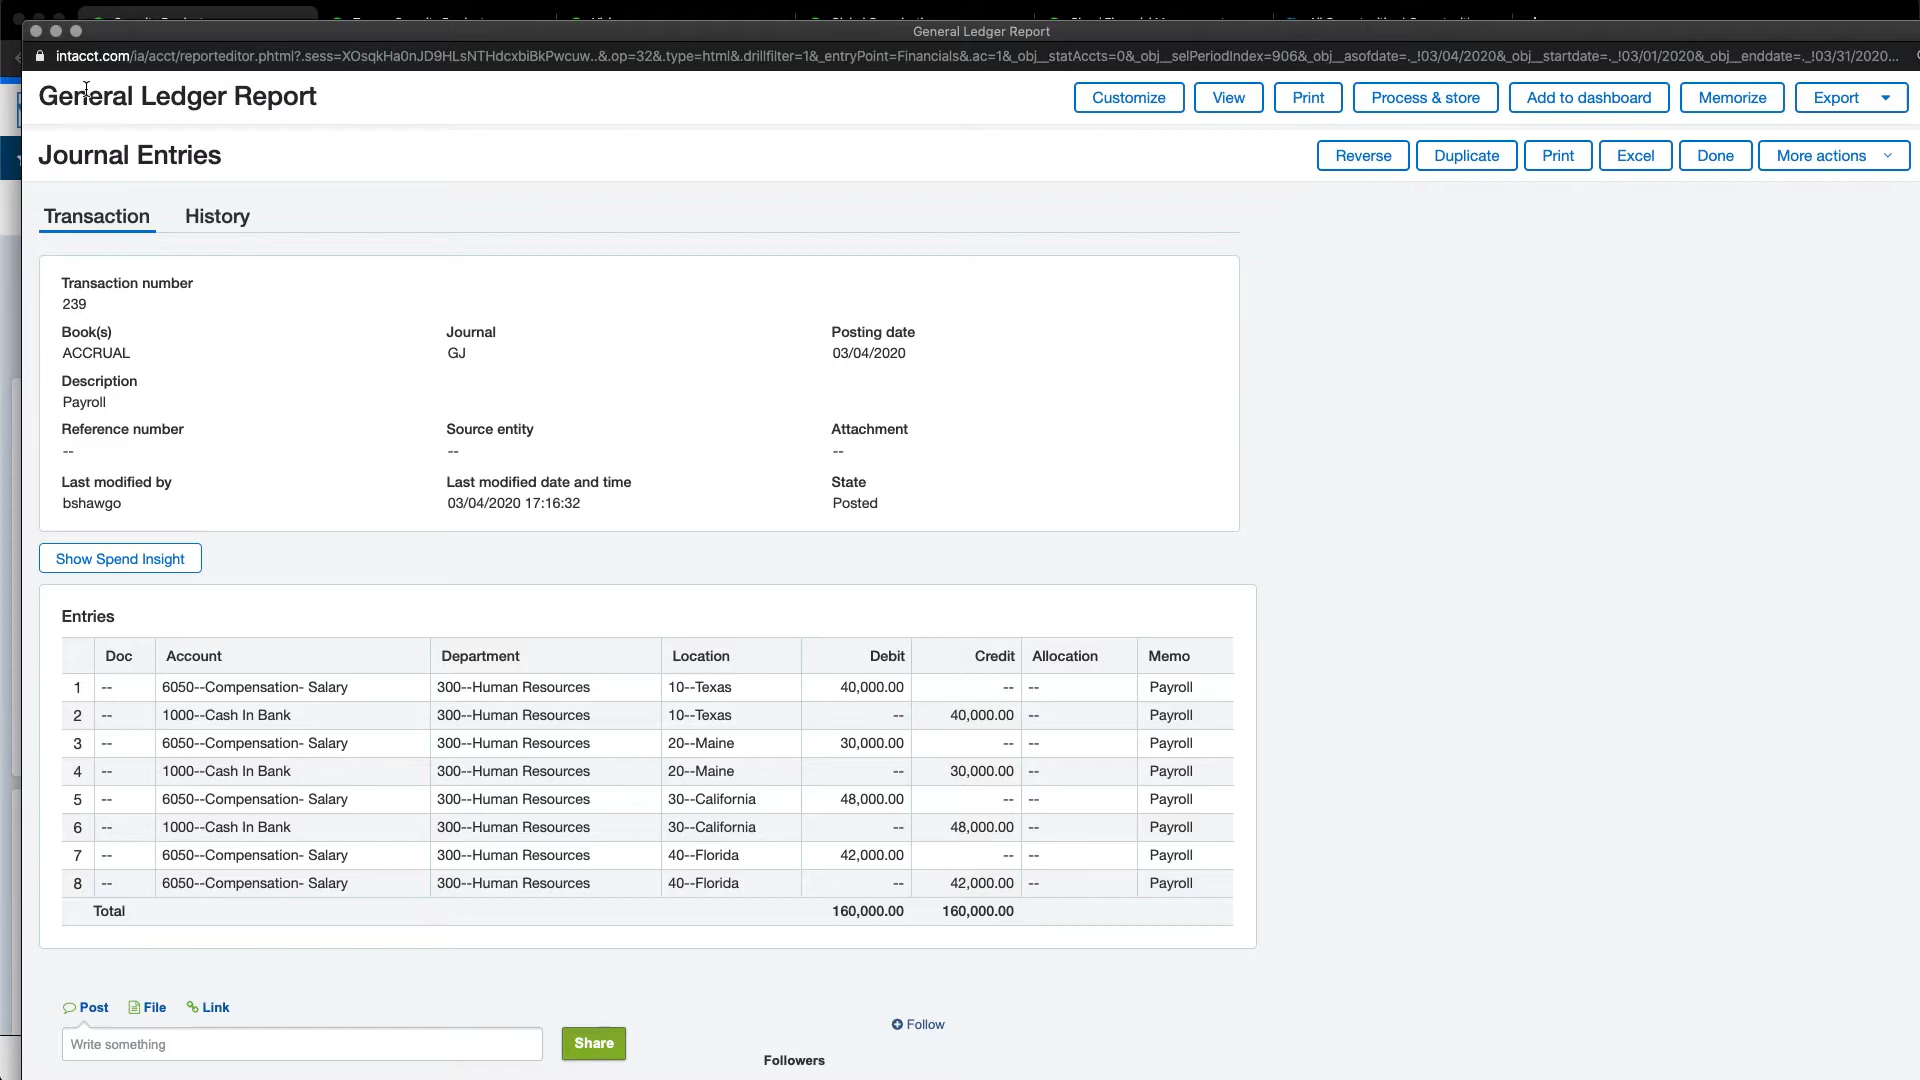 General Ledger Report
intacct.com/ia/acct/reporteditor.phtml?.sess=XOsqkHa0nJD9HLsNTHdcxbiBkPwcuw..&.op=32&.type=html&.drillfilter=1&_entryPoint=Financials&.ac=1&_obj__statAccts=0&_obj__selPeriodIndex=906&_obj__asofdate=._!03/04/2020&_obj__startdate=._!03/01/2020&_obj__enddate=._!03/31/2020...
General Ledger Report
Customize View Print Process & store Add to dashboard Memorize Export
Journal Entries
Reverse Duplicate Print Excel Done More actions
Transaction History
Transaction number
239
Book(s) Journal Posting date
ACCRUAL GJ 03/04/2020
Description
Payroll
Reference number Source entity Attachment
-- -- --
Last modified by Last modified date and time State
bshawgo 03/04/2020 17:16:32 Posted
Show Spend Insight
Entries
Doc Account Department Location Debit Credit Allocation Memo
1 -- 6050--Compensation- Salary 300--Human Resources 10--Texas 40,000.00 -- -- Payroll
2 -- 1000--Cash In Bank 300--Human Resources 10--Texas -- 40,000.00 -- Payroll
3 -- 6050--Compensation- Salary 300--Human Resources 20--Maine 30,000.00 -- -- Payroll
4 -- 1000--Cash In Bank 300--Human Resources 20--Maine -- 30,000.00 -- Payroll
5 -- 6050--Compensation- Salary 300--Human Resources 30--California 48,000.00 -- -- Payroll
6 -- 1000--Cash In Bank 300--Human Resources 30--California -- 48,000.00 -- Payroll
7 -- 6050--Compensation- Salary 300--Human Resources 40--Florida 42,000.00 -- -- Payroll
8 -- 6050--Compensation- Salary 300--Human Resources 40--Florida -- 42,000.00 -- Payroll
Total 160,000.00 160,000.00
Post File Link
Follow
Write something Share
Followers